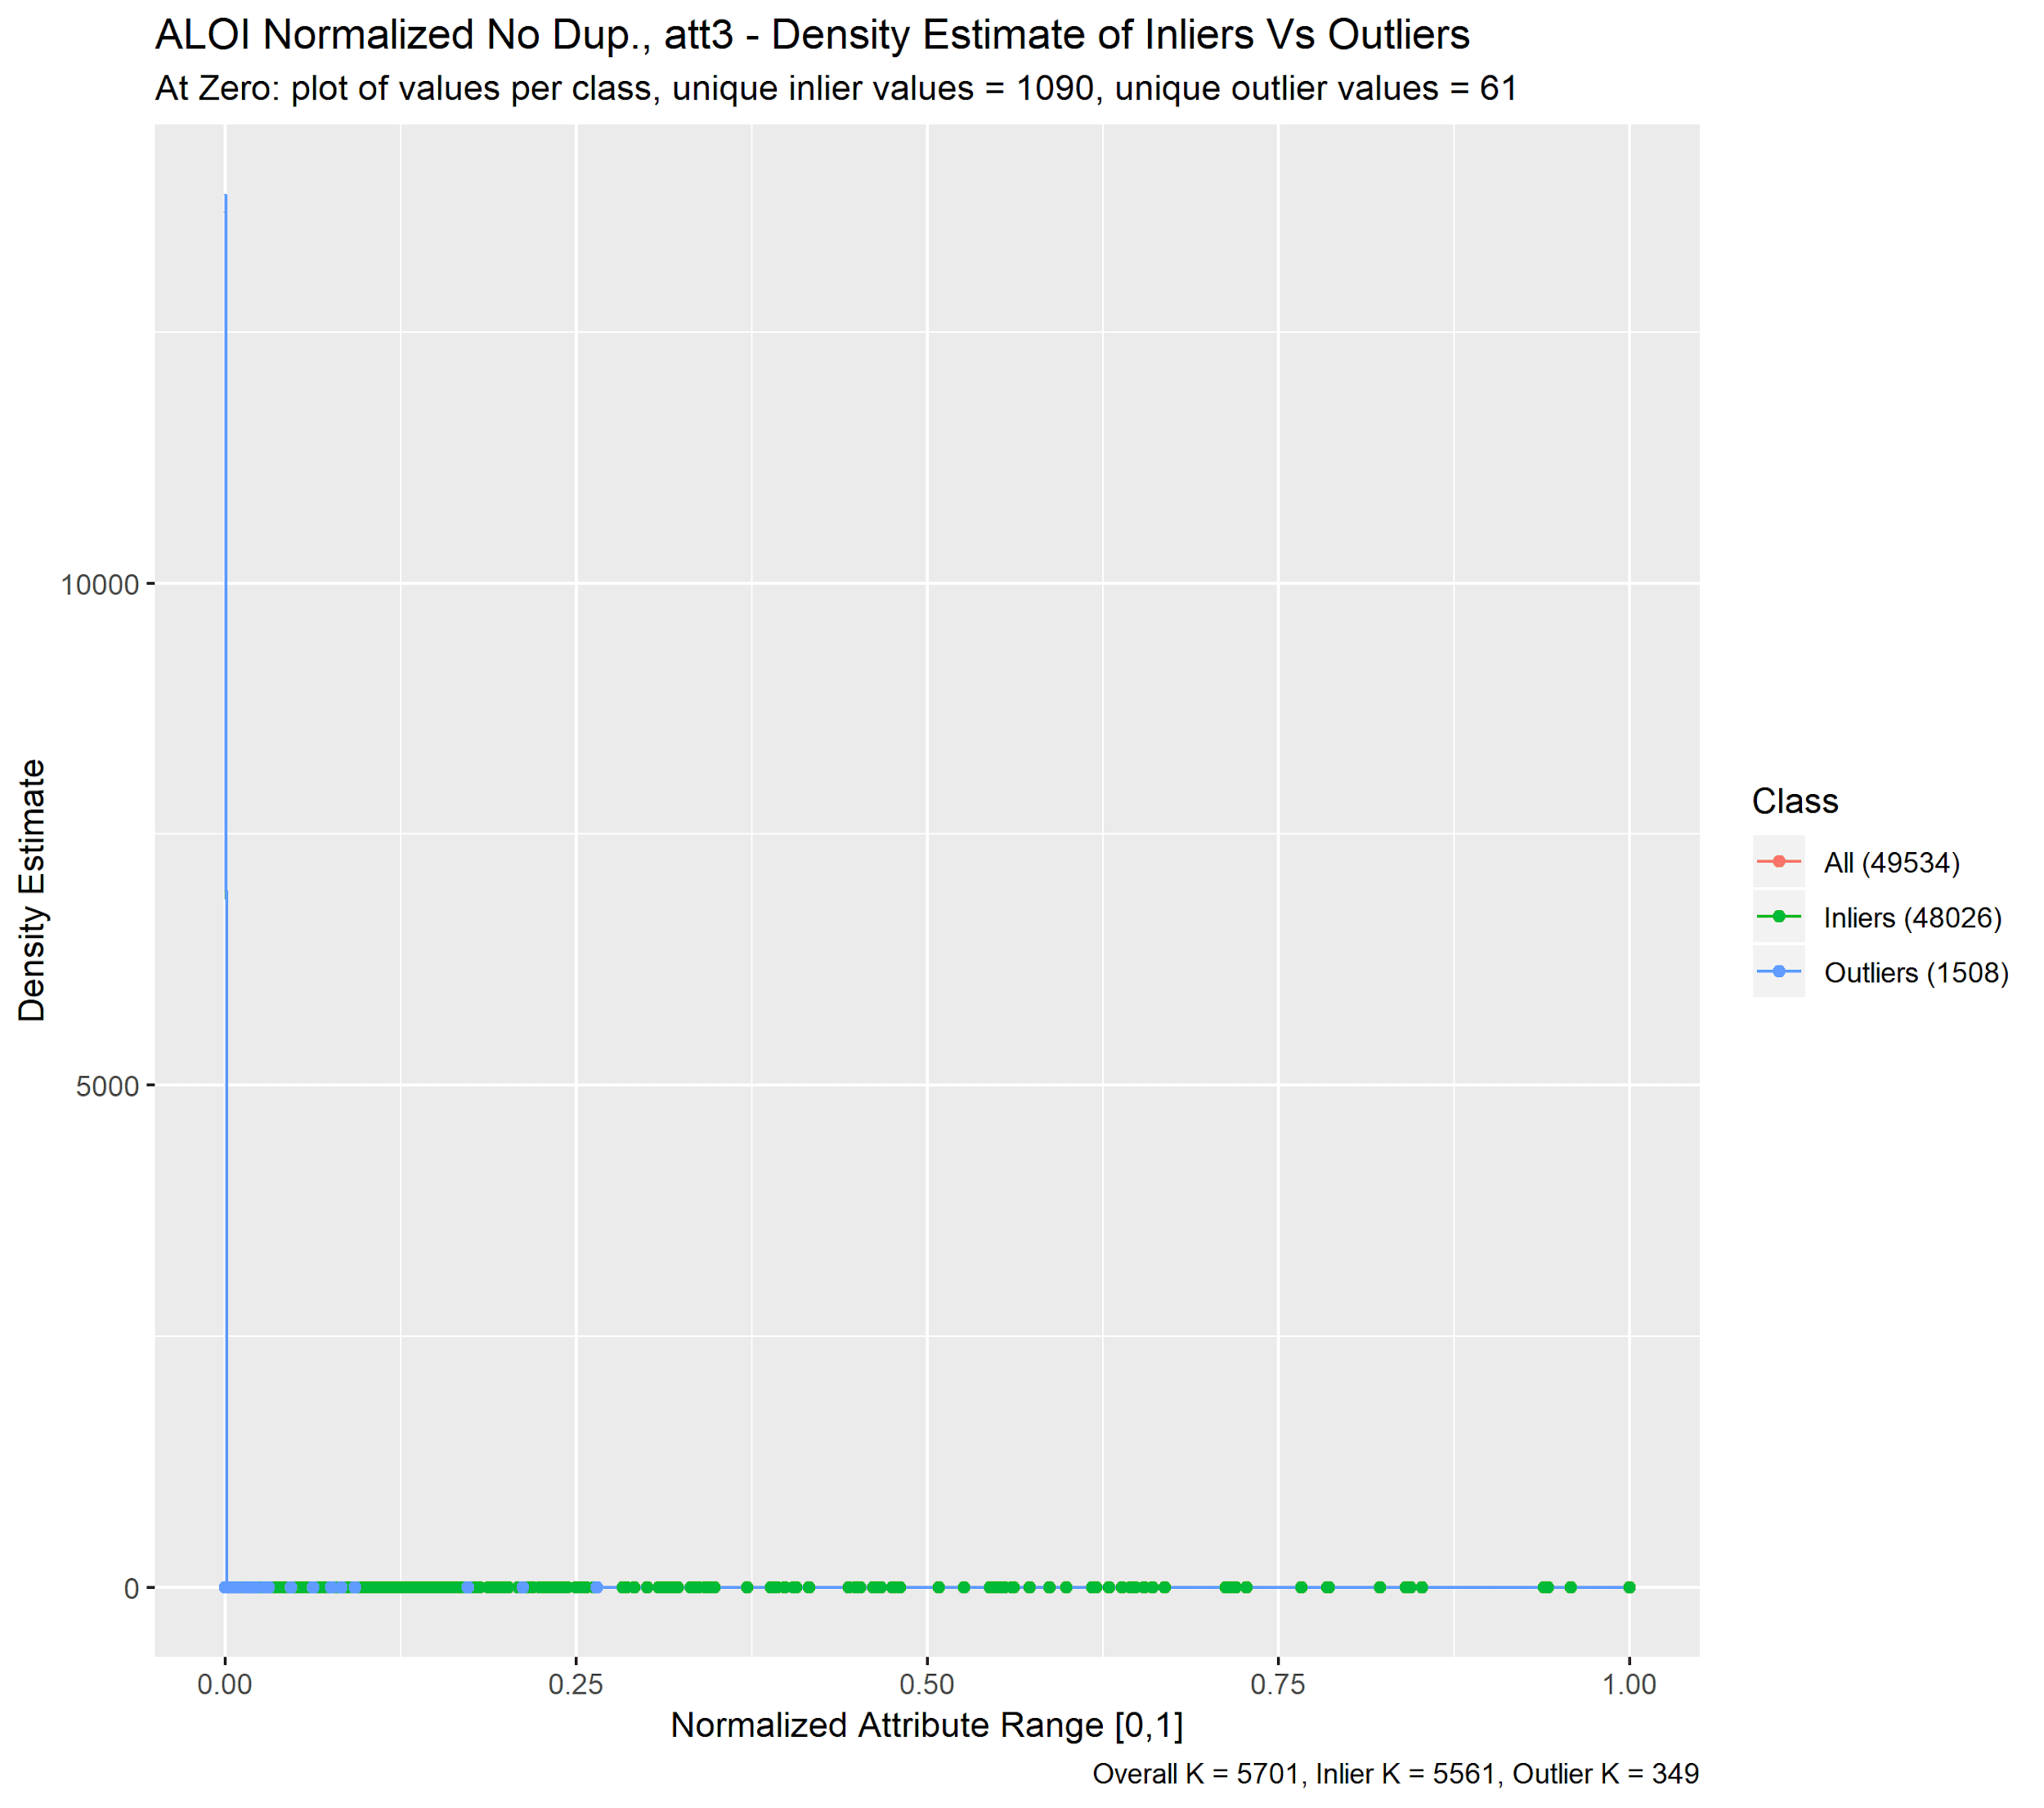 ALOI Normalized No Dup., att3 - Density Estimate of Inliers Vs Outliers
At Zero: plot of values per class, unique inlier values = 1090, unique outlier values = 61
Density Estimate
10000
5000
0
0.00
0.25
0.50
0.75
1.00
Normalized Attribute Range [0,1]
Overall K = 5701, Inlier K = 5561, Outlier K = 349
Class
All (49534)
Inliers (48026)
Outliers (1508)